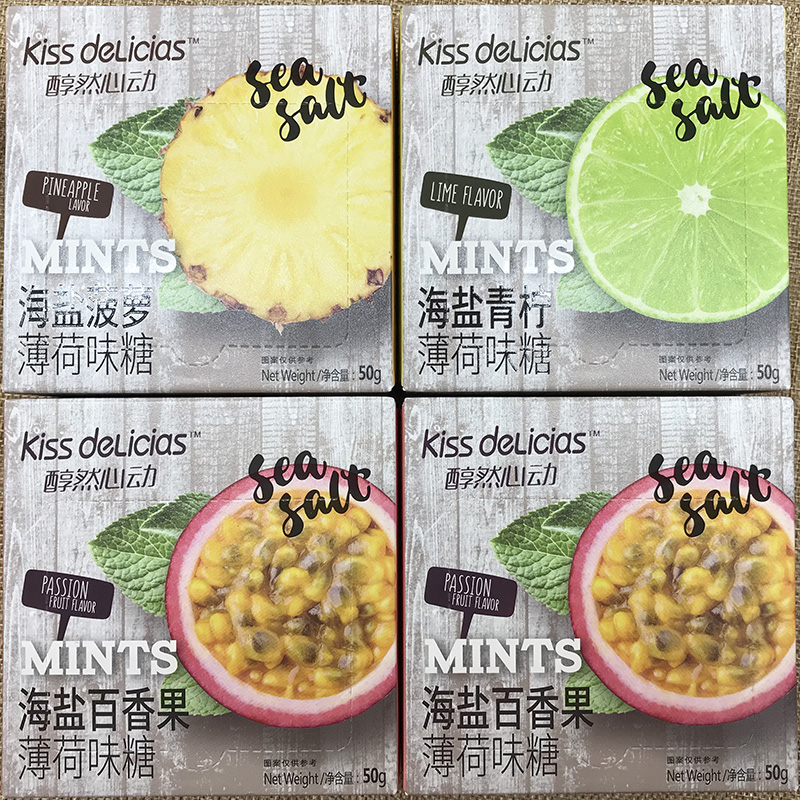 Kiss deLicias™
醇然心动
sea
salt
PINEAPPLE
LAVOR
MINTS
海盐菠萝
薄荷味糖
图案仅供参考
Net Weight /净含量：50g
Kiss deLicias™
醇然心动
sea
salt
LIME FLAVOR
MINTS
海盐青柠
薄荷味糖
图案仅供参考
Net Weight /净含量：50g
Kiss deLicias™
醇然心动
sea
salt
PASSION
FRUIT FLAVOR
MINTS
海盐百香果
薄荷味糖
图案仅供参考
Net Weight /净含量：50g
Kiss deLicias™
醇然心动
sea
salt
PASSION
FRUIT FLAVOR
MINTS
海盐百香果
薄荷味糖
图案仅供参考
Net Weight /净含量：50g